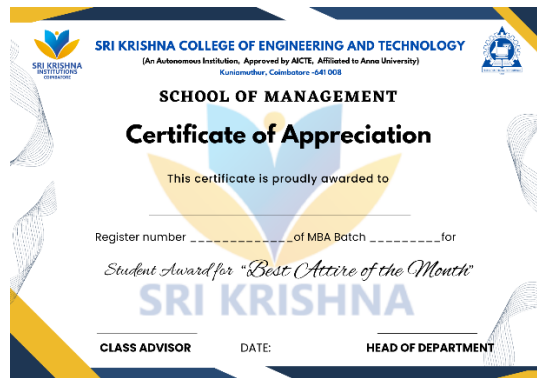 SRI KRISHNA COLLEGE OF ENGINEERING AND TECHNOLOGY
(An Autonomous Institution, Approved by AICTE, Affiliated to Anna University)
Kuniamuthur, Coimbatore -641 008
SRI KRISHNA
INSTITUTIONS
COIMBATORE
SCHOOL OF MANAGEMENT
Certificate of Appreciation
This certificate is proudly awarded to
Register number _____________of MBA Batch _________for
Student Award for "Best Attire of the Month"
SRI KRISHNA
CLASS ADVISOR DATE: HEAD OF DEPARTMENT